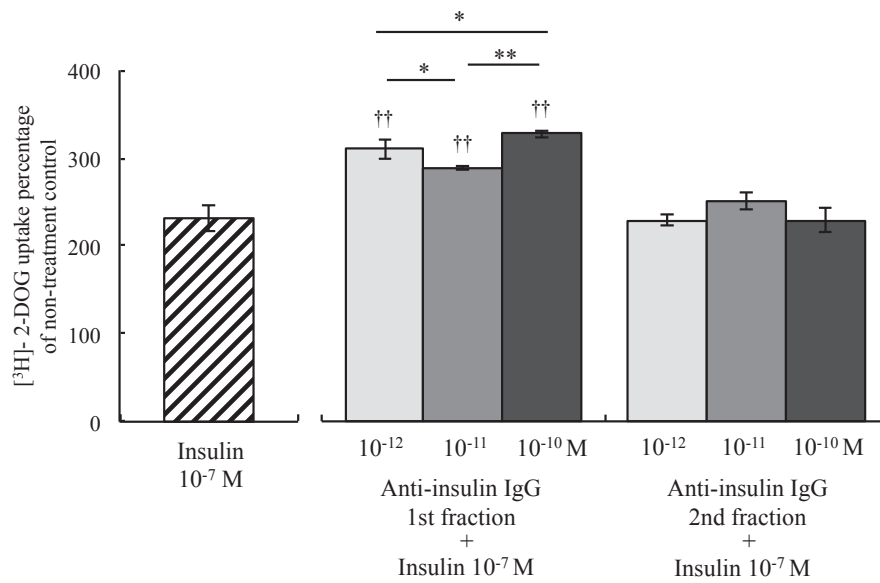 *
* **
400
300
200
100
0
[³H]- 2-DOG uptake percentage
of non-treatment control
†† †† ††
Insulin
10⁻⁷ M
10⁻¹² 10⁻¹¹ 10⁻¹⁰ M
Anti-insulin IgG
1st fraction
+
Insulin 10⁻⁷ M
10⁻¹² 10⁻¹¹ 10⁻¹⁰ M
Anti-insulin IgG
2nd fraction
+
Insulin 10⁻⁷ M